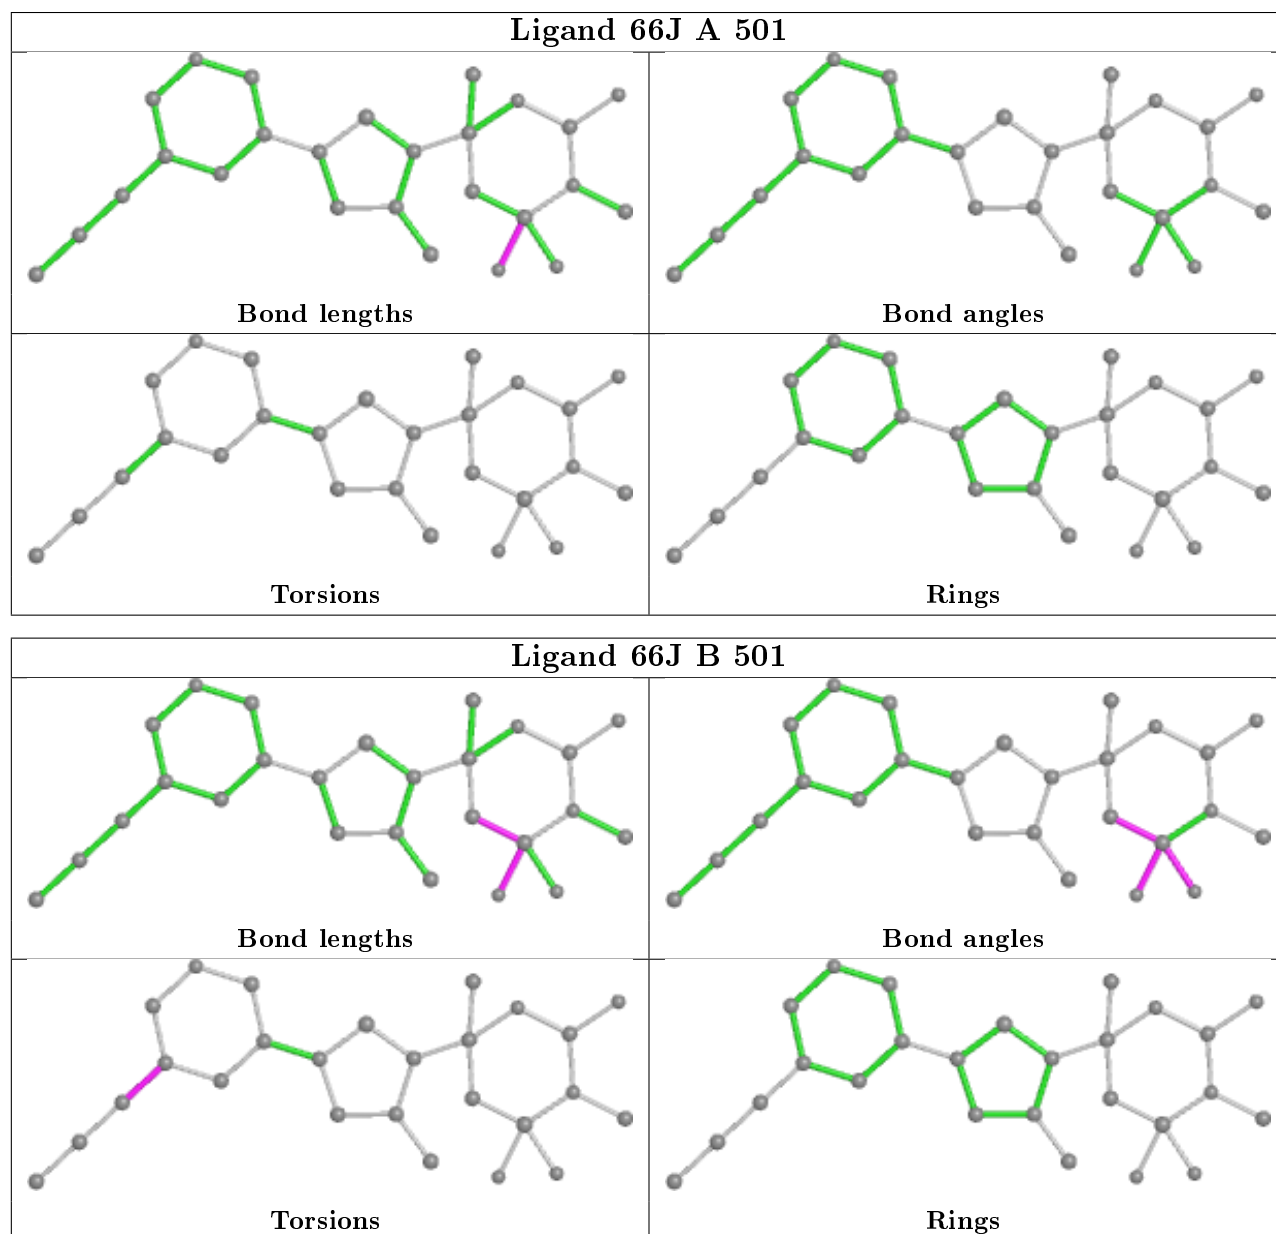 Ligand 66J A 501
Bond lengths
Bond angles
Torsions
Rings
Ligand 66J B 501
Bond lengths
Bond angles
Torsions
Rings